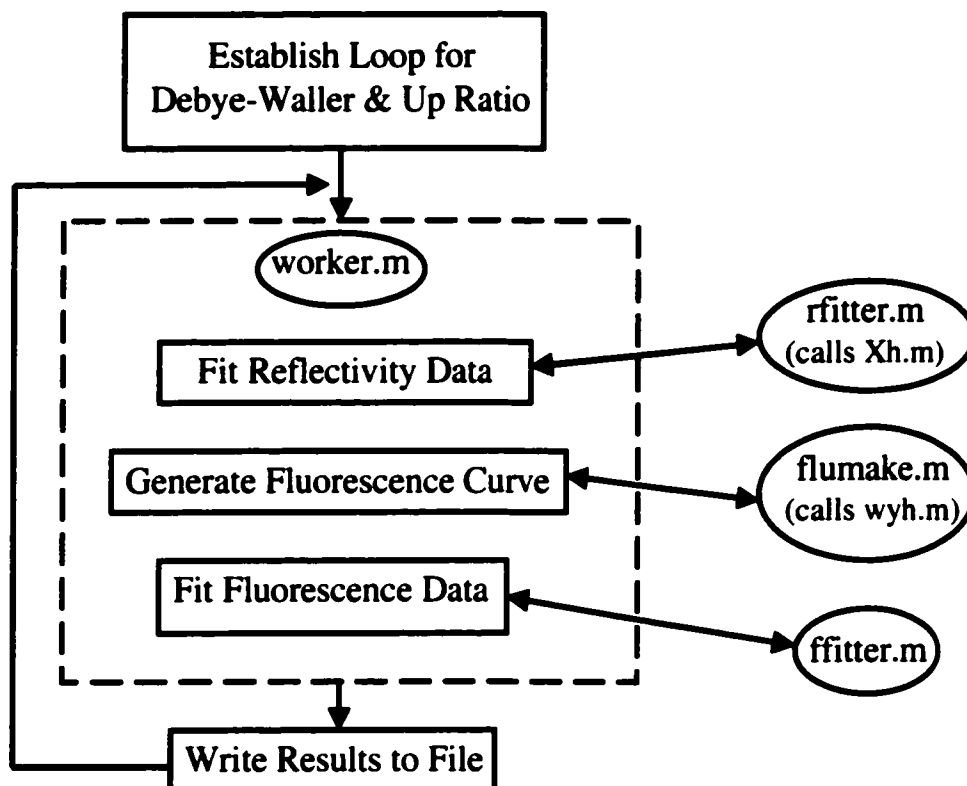 Establish Loop for
Debye-Waller & Up Ratio
worker.m
rfitter.m
(calls Xh.m)
Fit Reflectivity Data
flumake.m
(calls wyh.m)
Generate Fluorescence Curve
Fit Fluorescence Data
ffitter.m
Write Results to File